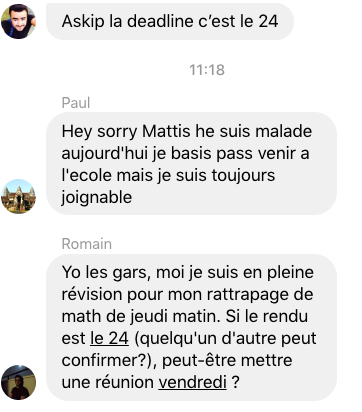 Askip la deadline c’est le 24
11:18
Paul
Hey sorry Mattis he suis malade
aujourd'hui je basis pass venir a
l'ecole mais je suis toujours
joignable
Romain
Yo les gars, moi je suis en pleine
révision pour mon rattrapage de
math de jeudi matin. Si le rendu
est le 24 (quelqu'un d'autre peut
confirmer?), peut-être mettre
une réunion vendredi ?